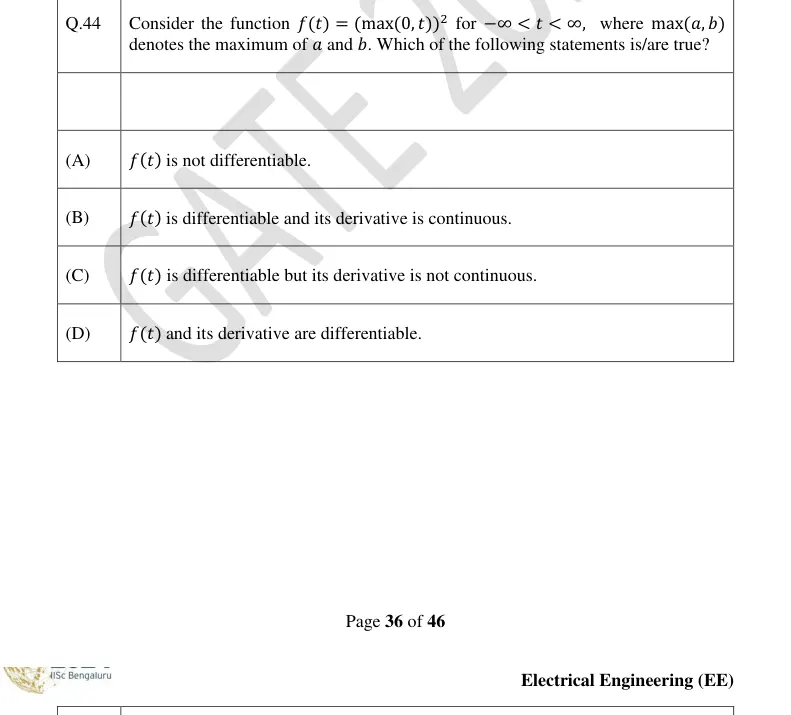 Q.44 Consider the function f(t) = (max(0, t))² for −∞ < t < ∞, where max(a, b)
denotes the maximum of a and b. Which of the following statements is/are true?
(A) f(t) is not differentiable.
(B) f(t) is differentiable and its derivative is continuous.
(C) f(t) is differentiable but its derivative is not continuous.
(D) f(t) and its derivative are differentiable.
GATE 20
Page 36 of 46
IISc Bengaluru
Electrical Engineering (EE)